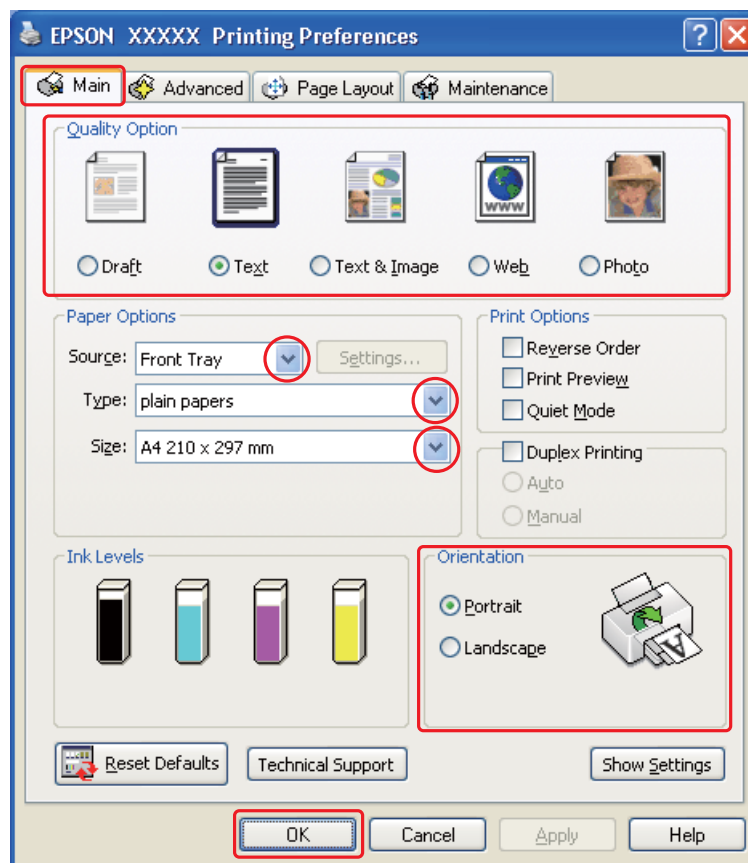 EPSON XXXXX Printing Preferences
Main Advanced Page Layout Maintenance
Quality Option
WWW
Draft Text Text & Image Web Photo
Paper Options
Source: Front Tray Settings...
Type: plain papers
Size: A4 210 x 297 mm
Print Options
Reverse Order
Print Preview
Quiet Mode
Duplex Printing
Auto
Manual
Ink Levels
Orientation
Portrait
Landscape
A
Reset Defaults Technical Support Show Settings
OK Cancel Apply Help